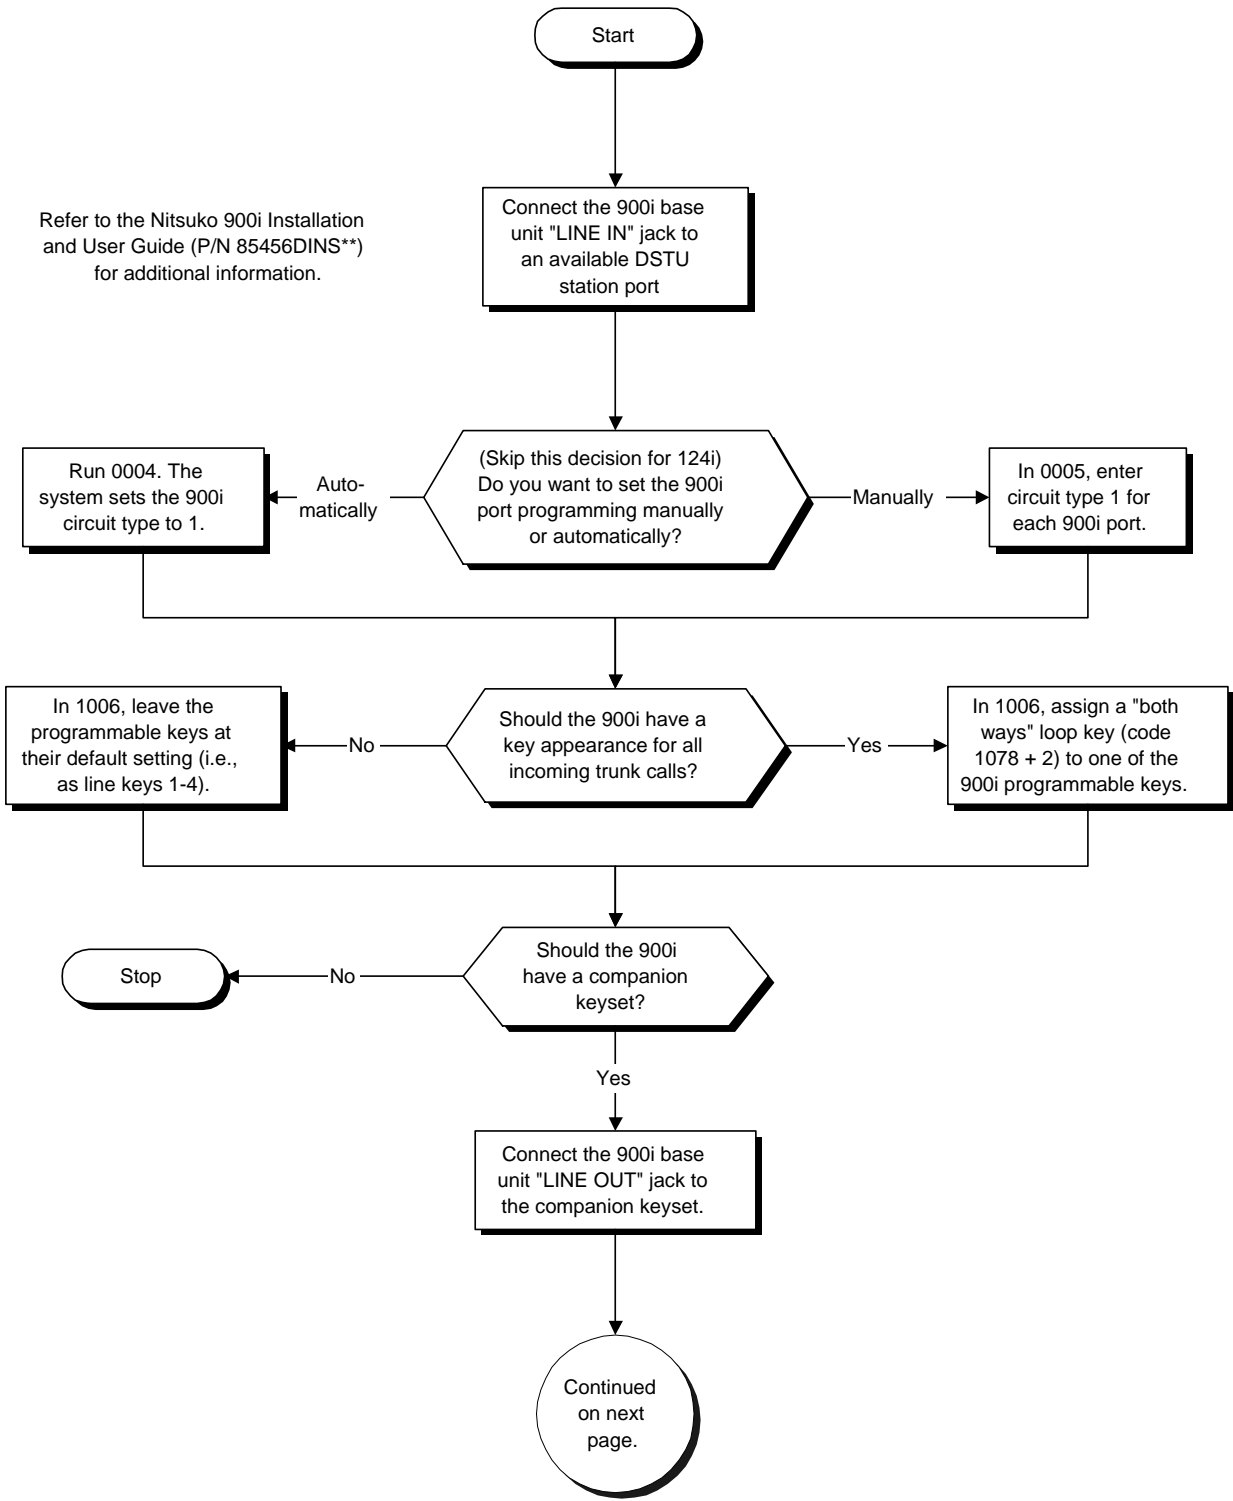 Start
Refer to the Nitsuko 900i Installation
and User Guide (P/N 85456DINS**)
for additional information.
Connect the 900i base
unit "LINE IN" jack to
an available DSTU
station port
(Skip this decision for 124i)
Do you want to set the 900i
port programming manually
or automatically?
Auto-
matically
Run 0004. The
system sets the 900i
circuit type to 1.
Manually
In 0005, enter
circuit type 1 for
each 900i port.
Should the 900i have a
key appearance for all
incoming trunk calls?
No
In 1006, leave the
programmable keys at
their default setting (i.e.,
as line keys 1-4).
Yes
In 1006, assign a "both
ways" loop key (code
1078 + 2) to one of the
900i programmable keys.
Should the 900i
have a companion
keyset?
No
Stop
Yes
Connect the 900i base
unit "LINE OUT" jack to
the companion keyset.
Continued
on next
page.